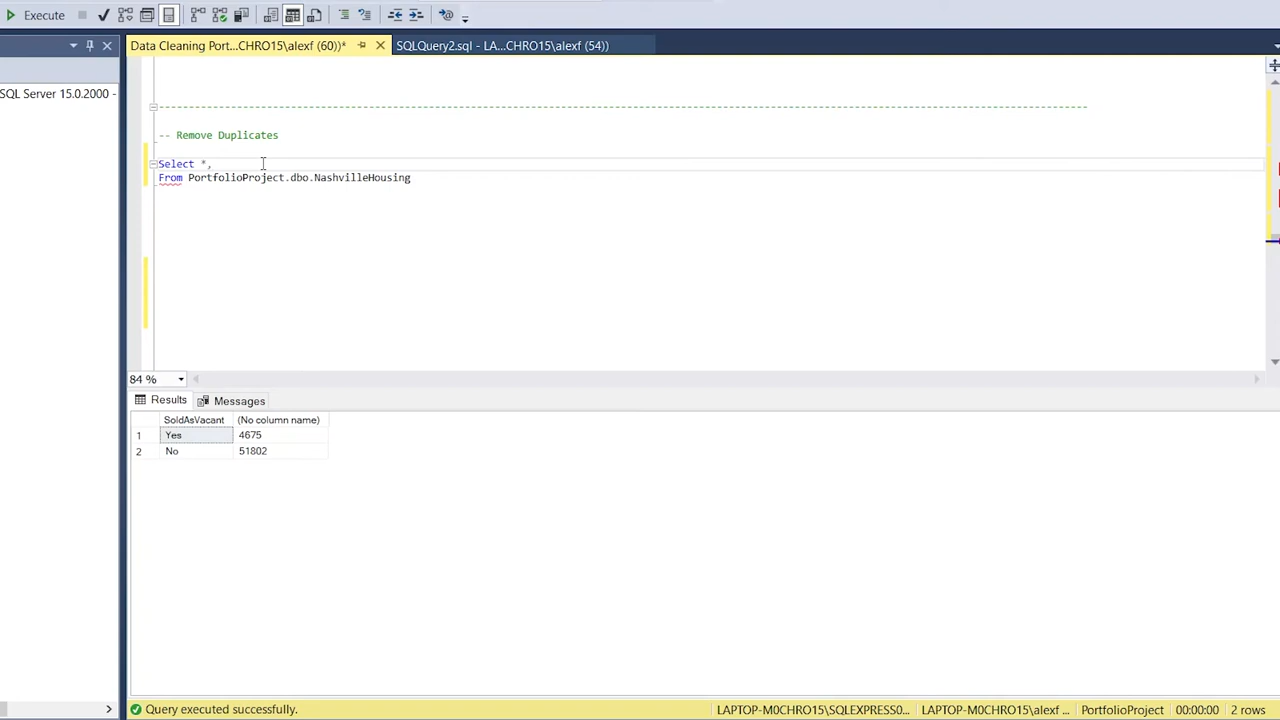 Execute
Data Cleaning Port...CHRO15\alexf (60))*
SQLQuery2.sql - LA...CHRO15\alexf (54))
SQL Server 15.0.2000 -
-- Remove Duplicates
Select *,
From PortfolioProject.dbo.NashvilleHousing
84 %
Results
Messages
SoldAsVacant (No column name)
1 Yes 4675
2 No 51802
Query executed successfully.
LAPTOP-M0CHRO15\SQLEXPRESS0... LAPTOP-M0CHRO15\alexf ... PortfolioProject 00:00:00 2 rows